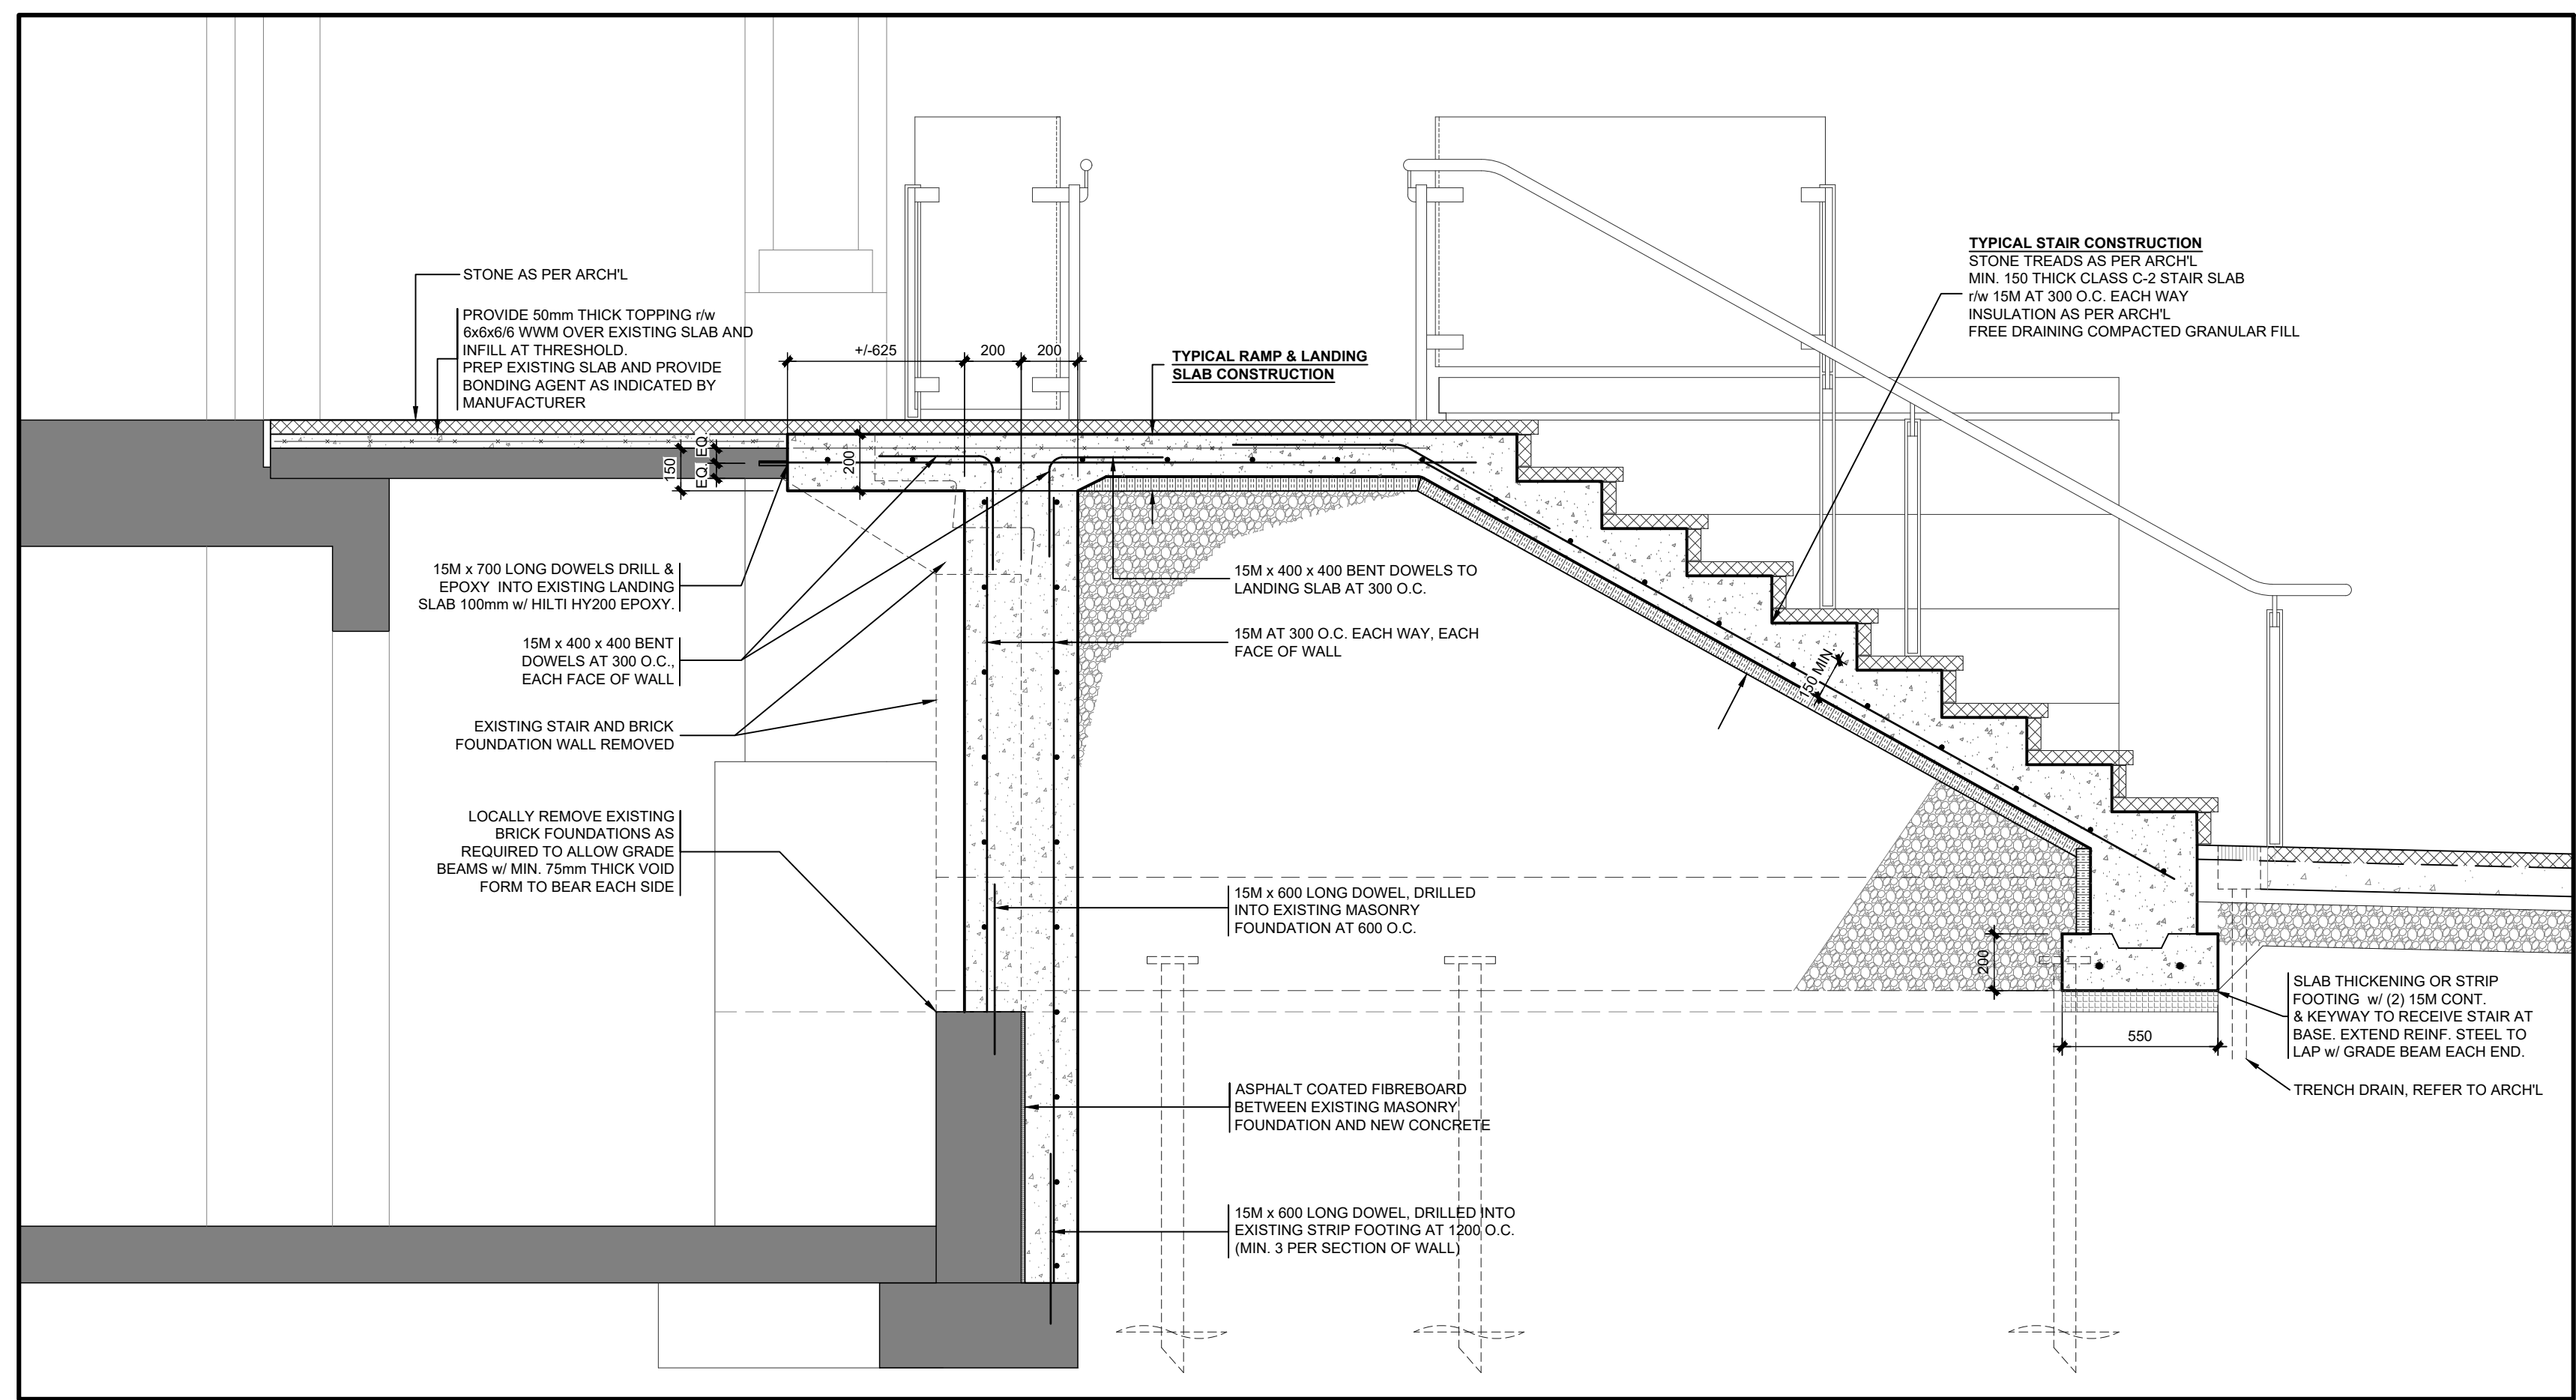 STONE AS PER ARCH'L
PROVIDE 50mm THICK TOPPING r/w
6x6x6/6 WWM OVER EXISTING SLAB AND
INFILL AT THRESHOLD.
PREP EXISTING SLAB AND PROVIDE
BONDING AGENT AS INDICATED BY
MANUFACTURER
+/-625
200
200
TYPICAL RAMP & LANDING
SLAB CONSTRUCTION
TYPICAL STAIR CONSTRUCTION
STONE TREADS AS PER ARCH'L
MIN. 150 THICK CLASS C-2 STAIR SLAB
r/w 15M AT 300 O.C. EACH WAY
INSULATION AS PER ARCH'L
FREE DRAINING COMPACTED GRANULAR FILL
150
EQ.
EQ.
200
15M x 700 LONG DOWELS DRILL &
EPOXY INTO EXISTING LANDING
SLAB 100mm w/ HILTI HY200 EPOXY.
15M x 400 x 400 BENT
DOWELS AT 300 O.C.,
EACH FACE OF WALL
EXISTING STAIR AND BRICK
FOUNDATION WALL REMOVED
LOCALLY REMOVE EXISTING
BRICK FOUNDATIONS AS
REQUIRED TO ALLOW GRADE
BEAMS w/ MIN. 75mm THICK VOID
FORM TO BEAR EACH SIDE
15M x 400 x 400 BENT DOWELS TO
LANDING SLAB AT 300 O.C.
15M AT 300 O.C. EACH WAY, EACH
FACE OF WALL
150 MIN.
15M x 600 LONG DOWEL, DRILLED
INTO EXISTING MASONRY
FOUNDATION AT 600 O.C.
ASPHALT COATED FIBREBOARD
BETWEEN EXISTING MASONRY
FOUNDATION AND NEW CONCRETE
15M x 600 LONG DOWEL, DRILLED INTO
EXISTING STRIP FOOTING AT 1200 O.C.
(MIN. 3 PER SECTION OF WALL)
200
550
SLAB THICKENING OR STRIP
FOOTING w/ (2) 15M CONT.
& KEYWAY TO RECEIVE STAIR AT
BASE. EXTEND REINF. STEEL TO
LAP w/ GRADE BEAM EACH END.
TRENCH DRAIN, REFER TO ARCH'L